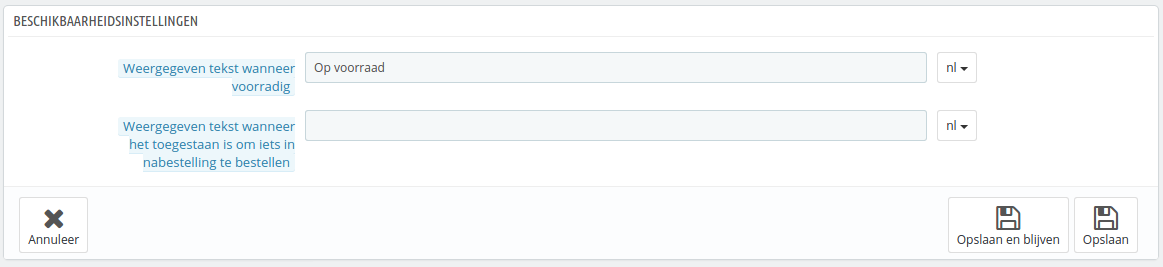 BESCHIKBAARHEIDSINSTELLINGEN
Weergegeven tekst wanneer
voorradig
Op voorraad
nl
Weergegeven tekst wanneer
het toegestaan is om iets in
nabestelling te bestellen
nl
Annuleer
Opslaan en blijven
Opslaan